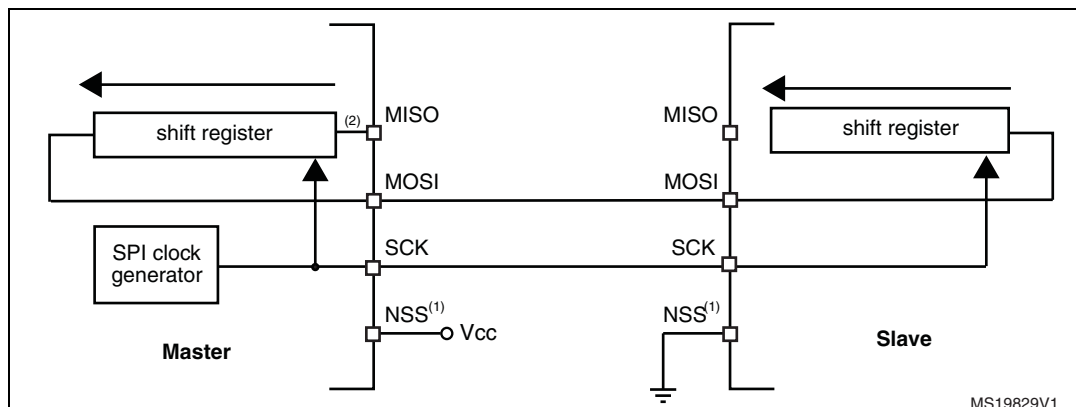 shift register
(2)
MISO
MISO
shift register
MOSI
MOSI
SPI clock
generator
SCK
SCK
NSS(1)
Vcc
NSS(1)
Master
Slave
MS19829V1